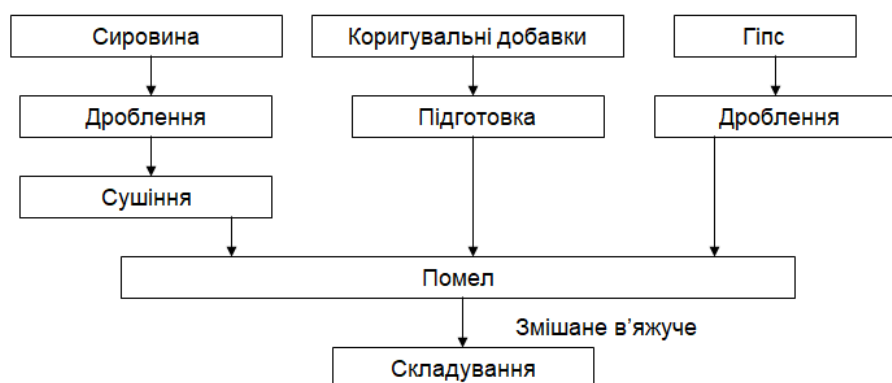 Сировина
Коригувальні добавки
Гіпс
Дроблення
Підготовка
Дроблення
Сушіння
Помел
Змішане в’яжуче
Складування